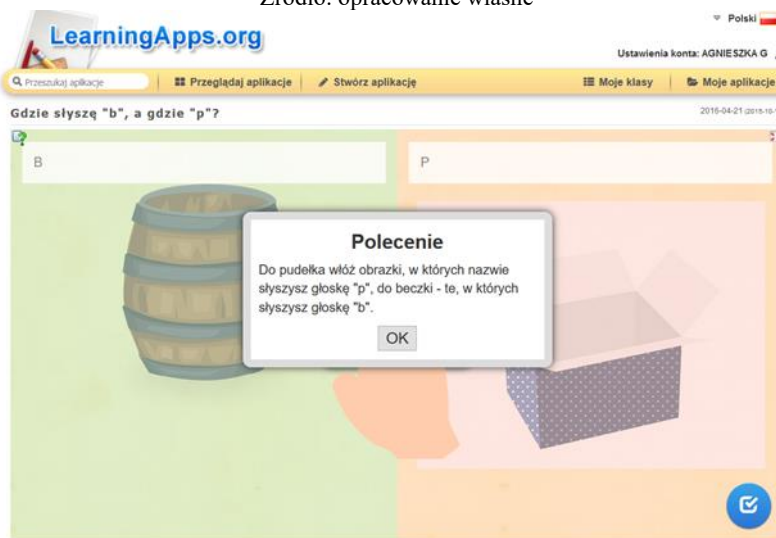 Źródło: opracowanie własne
Polski
LearningApps.org
Ustawienia konta: AGNIESZKA G
Przeszukaj aplikacje
Przeglądaj aplikacje
Stwórz aplikację
Moje klasy
Moje aplikacje
Gdzie słyszę "b", a gdzie "p"?
2016-04-21
B
P
Polecenie
Do pudełka włóż obrazki, w których nazwie
słyszysz głoskę "p", do beczki - te, w których
słyszysz głoskę "b".
OK